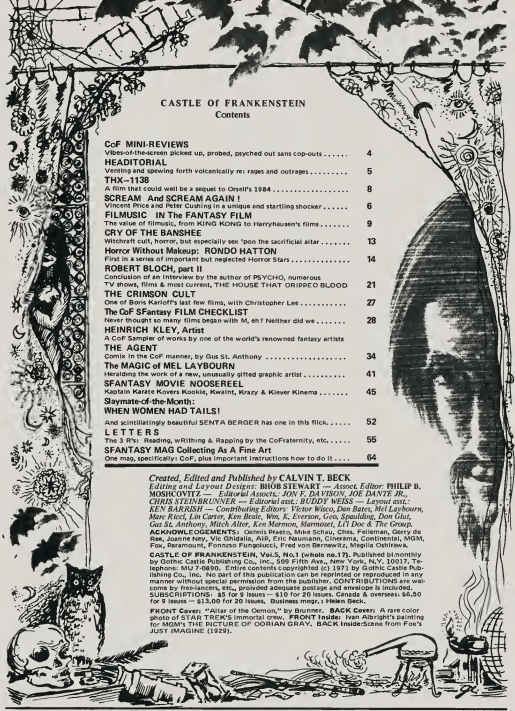 CASTLE OF FRANKENSTEIN
Contents
CoF MINI-REVIEWS
Vibes-of-the-screen picked up, probed, psyched out sans cop-outs ...... 4
HEADITORIAL
Venting and spewing forth volcanically re: rages and outrages ...... 5
THX-1138
A film that could well be a sequel to Orsell's 1984 ...... 8
SCREAM And SCREAM AGAIN !
Vincent Price and Peter Cushing in a unique and startling shocker ...... 6
FILMUSIC IN The FANTASY FILM
The value of filmusic, from KING KONG to Harryhausen's films ...... 9
CRY OF THE BANSHEE
Witchcraft cult, horror, but especially sex 'pon the sacrificial altar ...... 13
Horror Without Makeup: RONDO HATTON
First in a series of important but neglected Horror Stars ...... 14
ROBERT BLOCH, part II
Conclusion of an interview by the author of PSYCHO, numerous
TV shows, films & most current, THE HOUSE THAT DRIPPED BLOOD 21
THE CRIMSON CULT
One of Boris Karloff's last few films, with Christopher Lee ...... 27
The CoF SFantasy FILM CHECKLIST
Never thought so many films began with M, eh? Neither did we ...... 28
HEINRICH KLEY, Artist
A CoF Sampler of works by one of the world's renowned fantasy artists
THE AGENT
Comix in the CoF manner, by Gus St. Anthony ...... 34
The MAGIC OF MEL LAYBOURN
Heralding the work of a new, unusually gifted graphic artist ...... 41
SFANTASY MOVIE NOOSEREEL
Kaptain Karate Kovers Kookie, Kwaint, Krazy & Klever Kinema ...... 45
Slaymate-of-the-Month:
WHEN WOMEN HAD TAILS!
And scintillatingly beautiful SENTA BERGER has one in this flick. ..... 52
LETTERS
The 3 R's: Reading, wRithing & Rapping by the CoFraternity, etc. ..... 55
SFANTASY MAG Collecting As A Fine Art
One mag, specifically: CoF, plus important instructions how to do it .... 64
Created, Edited and Published by CALVIN T. BECK
Editing and Layout Designs: BHOB STEWART — Associ. Editor: PHILIP B.
MOSHCOVITZ — Editorial Assocts.: JON F. DAVISON, JOE DANTE JR.,
CHRIS STEINBRUNNER — Editorial asst.: BUDDY WEISS — Layout asst.:
KEN BARRISH — Contributing Editors: Victor Wisco, Dan Bates, Mel Laybourn,
Marc Ricci, Lin Carter, Ken Beale, Wm. K. Everson, Geo. Spaulding, Don Glut,
Gus St. Anthony, Mitch Alter, Ken Marmon, Marmoset, Li'l Doc & The Group.
ACKNOWLEDGEMENTS: Dennis Preato, Mike Schau, Chas. Feileman, Gerry de
Ree, Joanne Ney, Vic Ghidalia, AIP, Eric Naumann, Cinerama, Continental, MGM,
Fox, Paramount, Fonnzo Fungolucci, Fred von Bernewitz, Megila Oshlrawa.
CASTLE OF FRANKENSTEIN, Vol.5, No.1 (whole no.17). Published bi.monthly
by Gothic Castle Publishing Co., Inc., 509 Fifth Ave., New York, N.Y. 10017. Te-
lephone: MU 7-0890. Entire contents copyrighted (c) 1971 by Gothic Castle Pub-
lishing Co., Inc. No part of this publication can be reprinted or reproduced in any
manner without special permission from the publisher. CONTRIBUTIONS are wel-
come by free-lancers, etc., provided adequate postage and envelope is included.
SUBSCRIPTIONS: $5 for 9 issues — $10 for 20 issues. Canada & overseas: $6.50
for 9 issues — $13.00 for 20 issues. Business mngr.: Helen Beck.
FRONT Cover: "Altar of the Demon," by Brunner. BACK Cover: A rare color
photo of STAR TREK'S immortal crew. FRONT Inside: Ivan Albright's painting
for MGM's THE PICTURE OF DORIAN GRAY. BACK Inside:Scene from Fox's
JUST IMAGINE (1929).